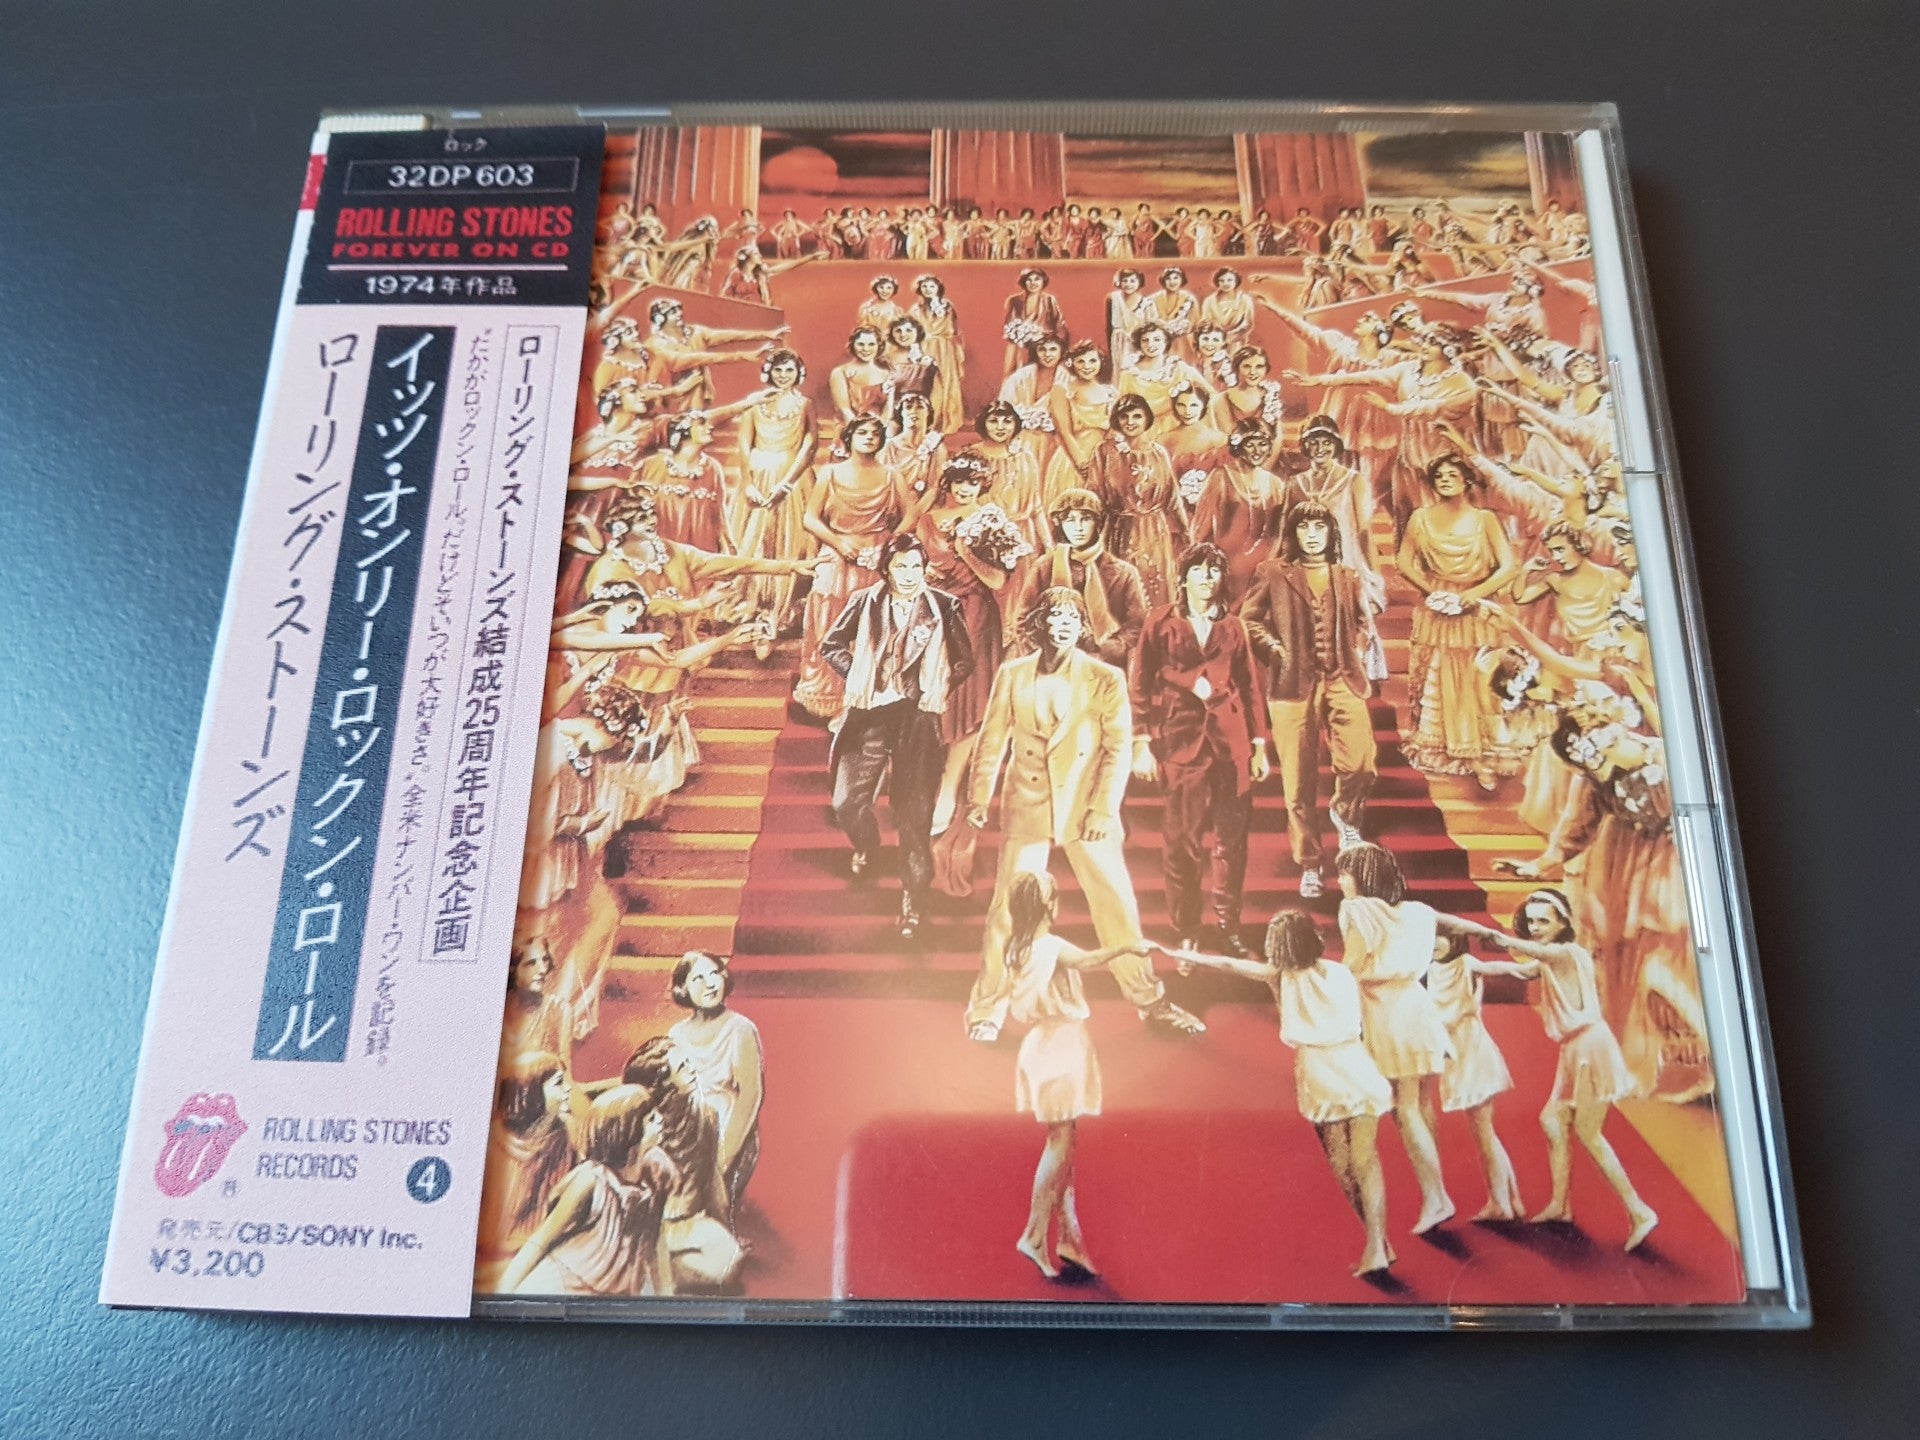 ロック
32DP 603
ROLLING STONES
FOREVER ON CD
1974年作品
ローリング・ストーンズ結成25周年記念企画
“だかがロックン・ロール。だけどそいつが大好きさ。”全米ナンバー・ワンを記録。
イッツ・オンリー・ロックン・ロール
ローリング・ストーンズ
ROLLING STONES
RECORDS
4
発売元/CBS/SONY Inc.
¥3,200